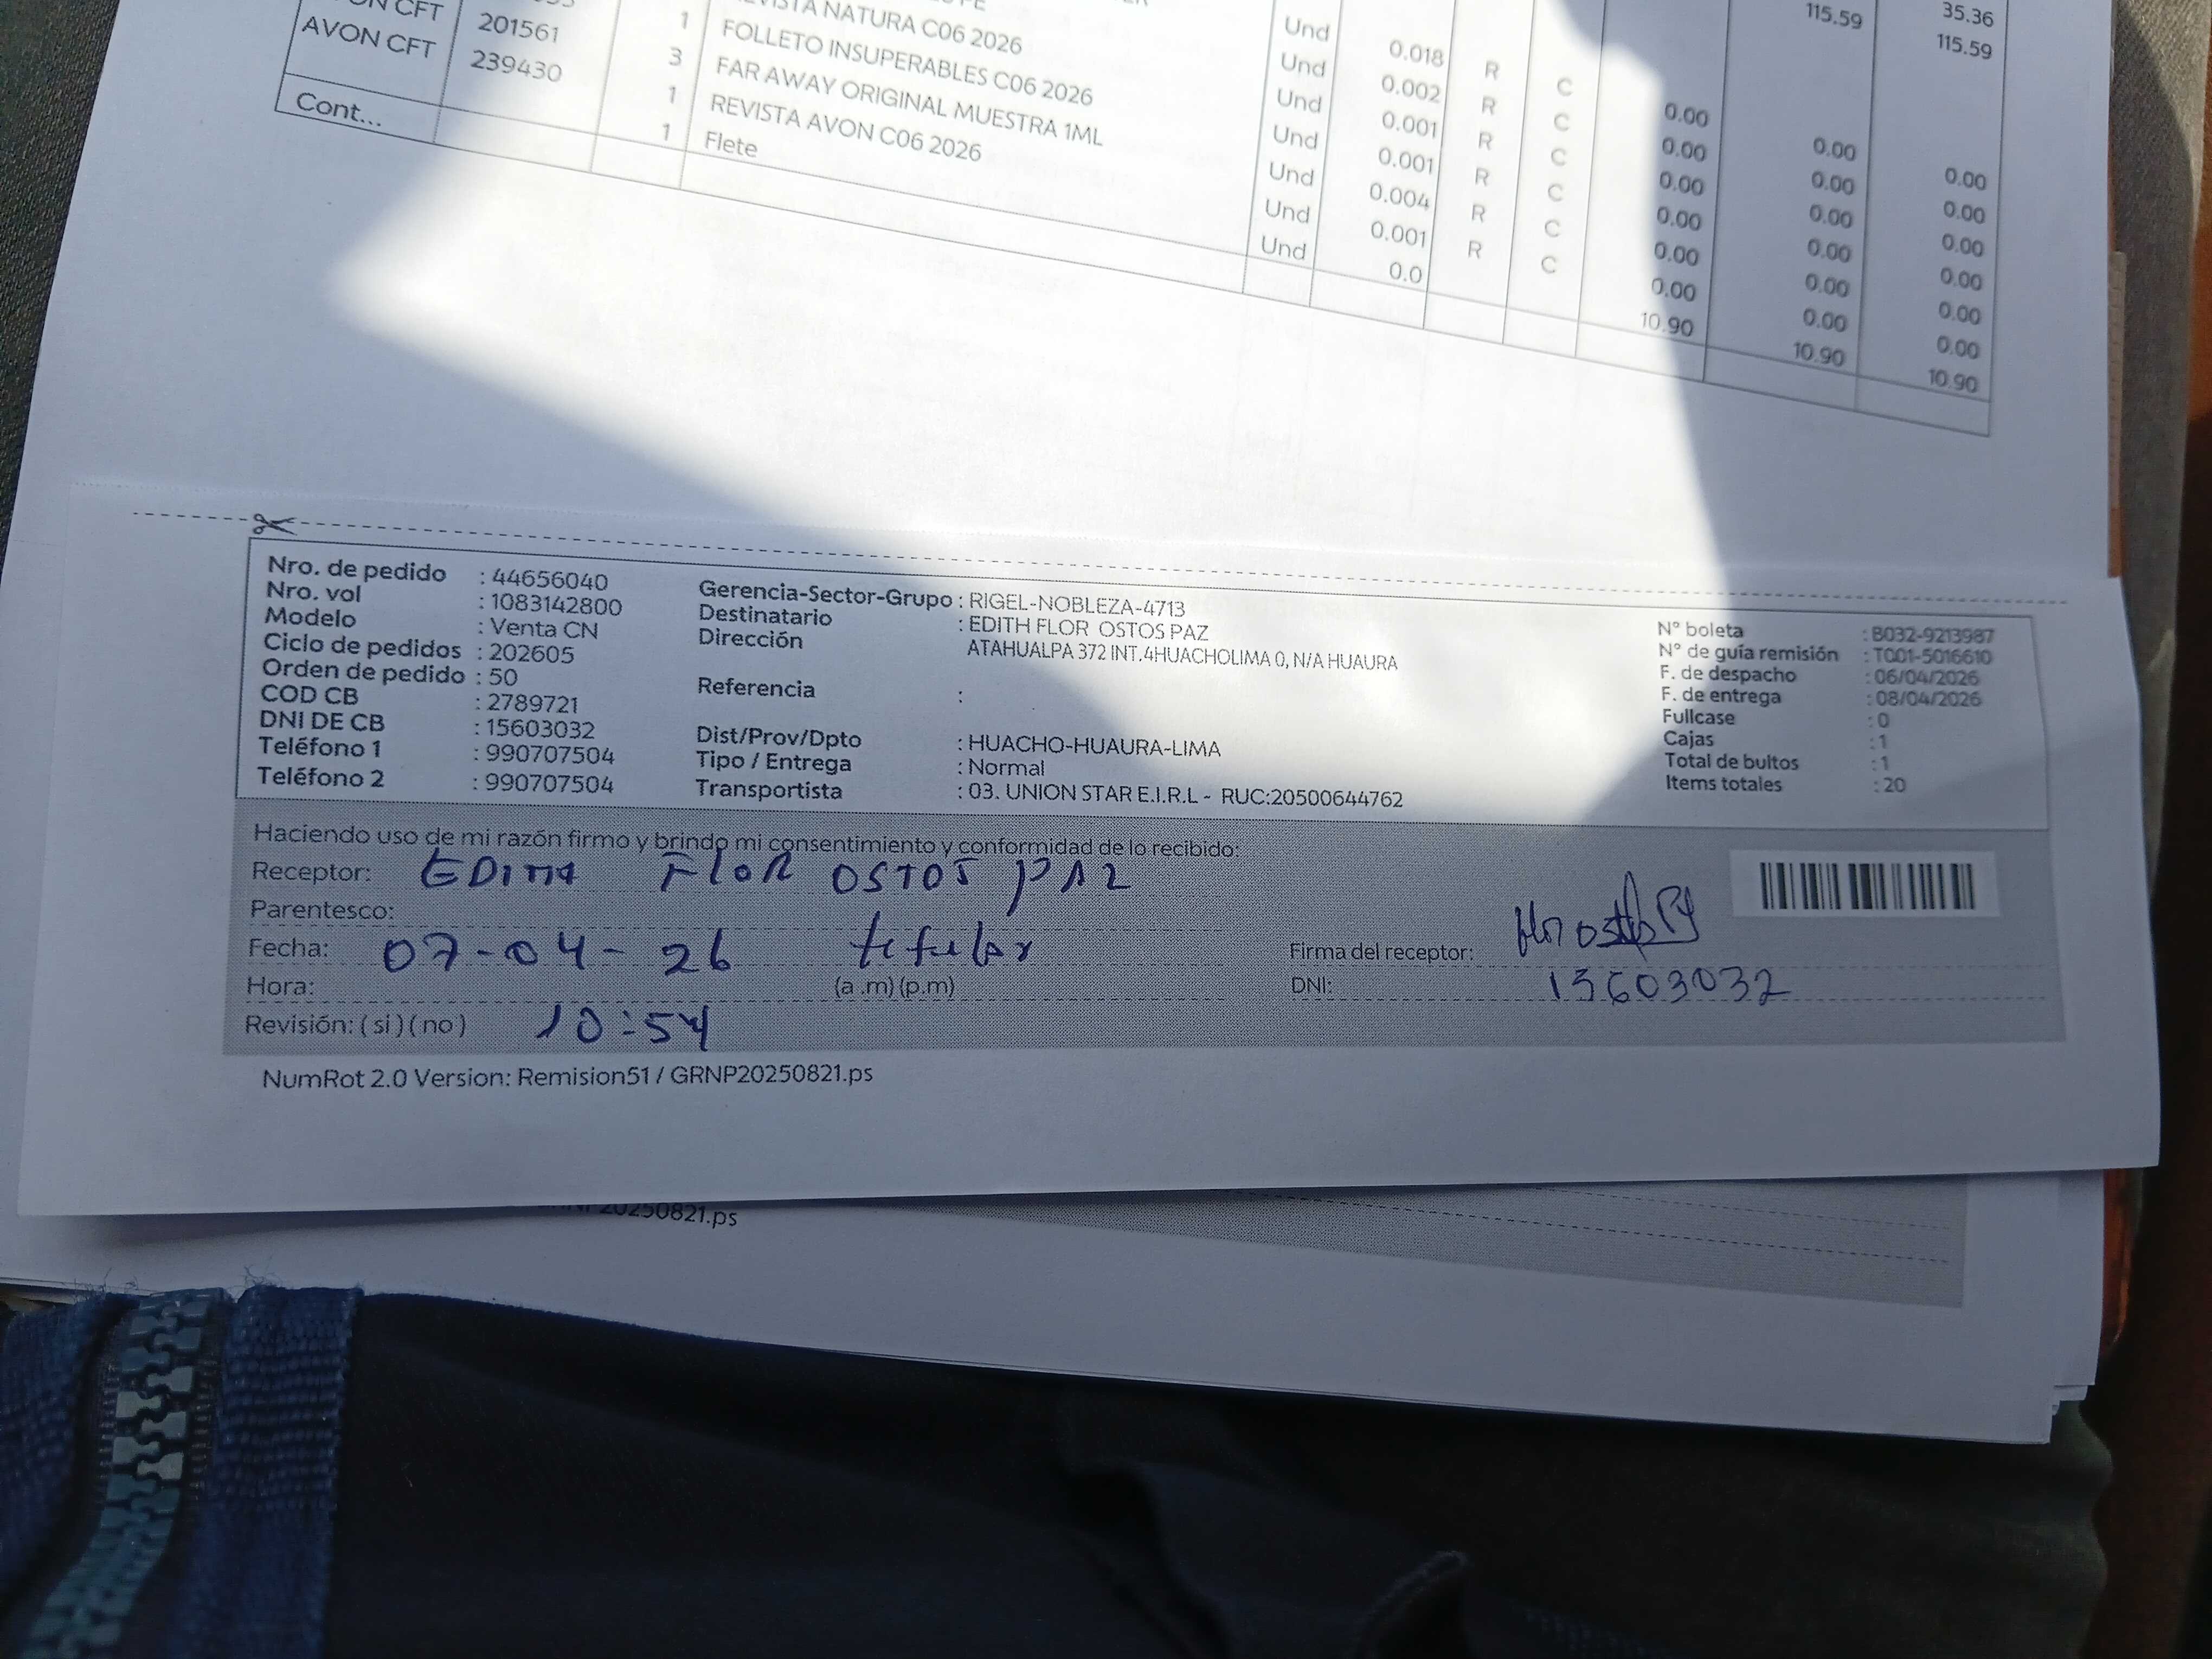 115.59 35.36
115.59
ON CFT
AVON CFT 201561 1 NATURA C06 2026 Und 0.018 R C
239430 3 FOLLETO INSUPERABLES C06 2026 Und 0.002 R C 0.00
1 FAR AWAY ORIGINAL MUESTRA 1ML Und 0.001 R C 0.00 0.00
1 REVISTA AVON C06 2026 Und 0.001 R C 0.00 0.00 0.00
Cont... Flete Und 0.004 R C 0.00 0.00 0.00
Und 0.001 R C 0.00 0.00 0.00
Und 0.0 0.00 0.00 0.00
10.90 0.00 0.00
10.90 0.00
10.90
Nro. de pedido : 44656040
Nro. vol : 1083142800
Modelo : Venta CN
Ciclo de pedidos : 202605
Orden de pedido : 50
COD CB : 2789721
DNI DE CB : 15603032
Teléfono 1 : 990707504
Teléfono 2 : 990707504
Gerencia-Sector-Grupo : RIGEL-NOBLEZA-4713
Destinatario : EDITH FLOR OSTOS PAZ
Dirección ATAHUALPA 372 INT.4HUACHOLIMA 0, N/A HUAURA
Referencia :
Dist/Prov/Dpto : HUACHO-HUAURA-LIMA
Tipo / Entrega : Normal
Transportista : 03. UNION STAR E.I.R.L - RUC:20500644762
N° boleta : B032-9213987
N° de guía remisión : T001-5016610
F. de despacho : 06/04/2026
F. de entrega : 08/04/2026
Fullcase : 0
Cajas : 1
Total de bultos : 1
Items totales : 20
Haciendo uso de mi razón firmo y brindo mi consentimiento y conformidad de lo recibido:
Receptor: EDITH FLOR OSTOS PAZ
Parentesco: titular
Fecha: 07-04-26
Hora: (a .m) (p.m)
Revisión: ( si ) ( no ) 10:54
Firma del receptor:
DNI: 15603032
NumRot 2.0 Version: Remision51 / GRNP20250821.ps
20250821.ps